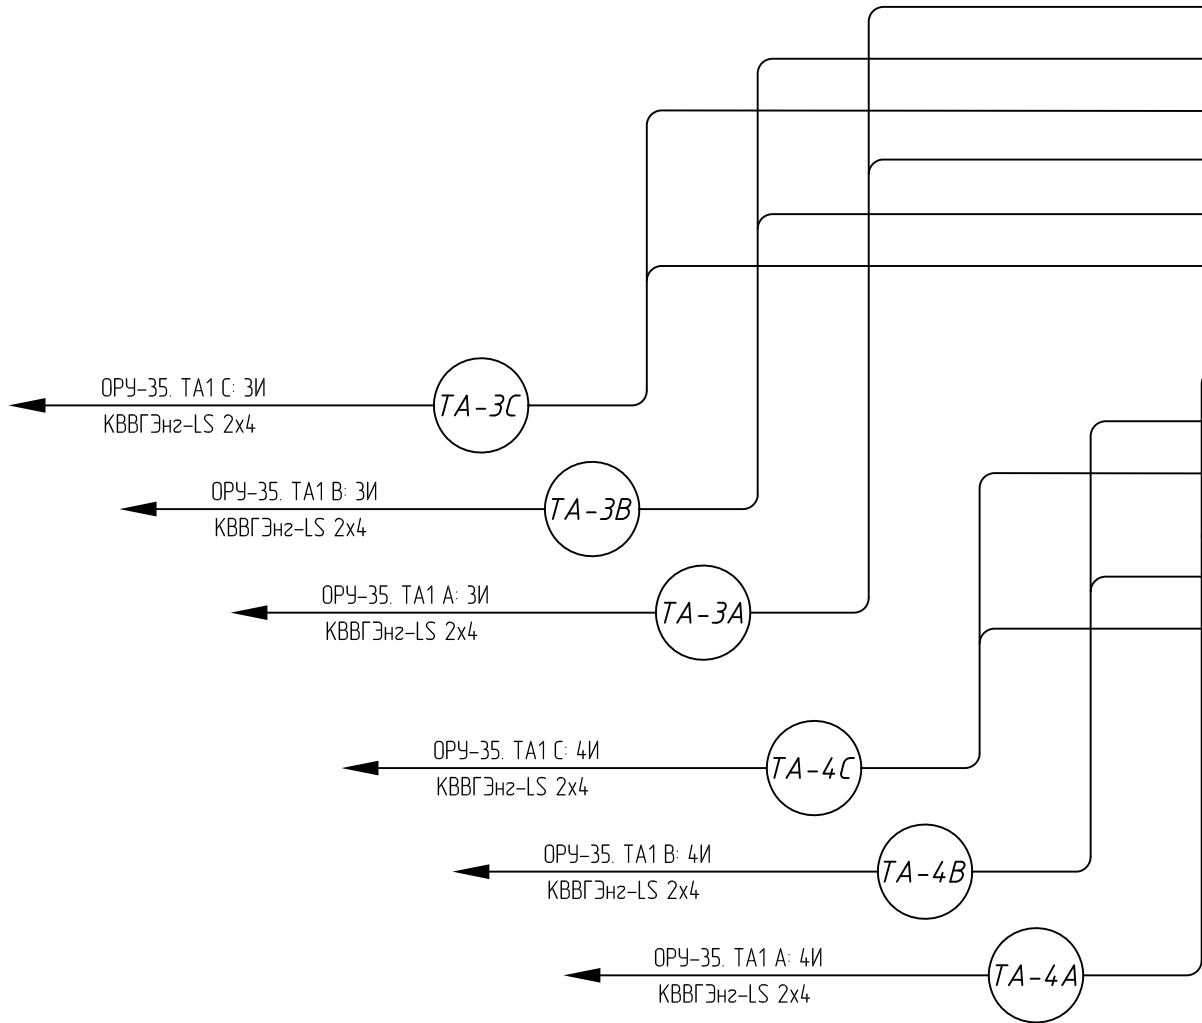 ОРУ-35. ТА1 С: 3И
ТА-3С
КВВГЭнг-LS 2х4
ОРУ-35. ТА1 В: 3И
ТА-3В
КВВГЭнг-LS 2х4
ОРУ-35. ТА1 А: 3И
ТА-3А
КВВГЭнг-LS 2х4
ОРУ-35. ТА1 С: 4И
ТА-4С
КВВГЭнг-LS 2х4
ОРУ-35. ТА1 В: 4И
ТА-4В
КВВГЭнг-LS 2х4
ОРУ-35. ТА1 А: 4И
ТА-4А
КВВГЭнг-LS 2х4